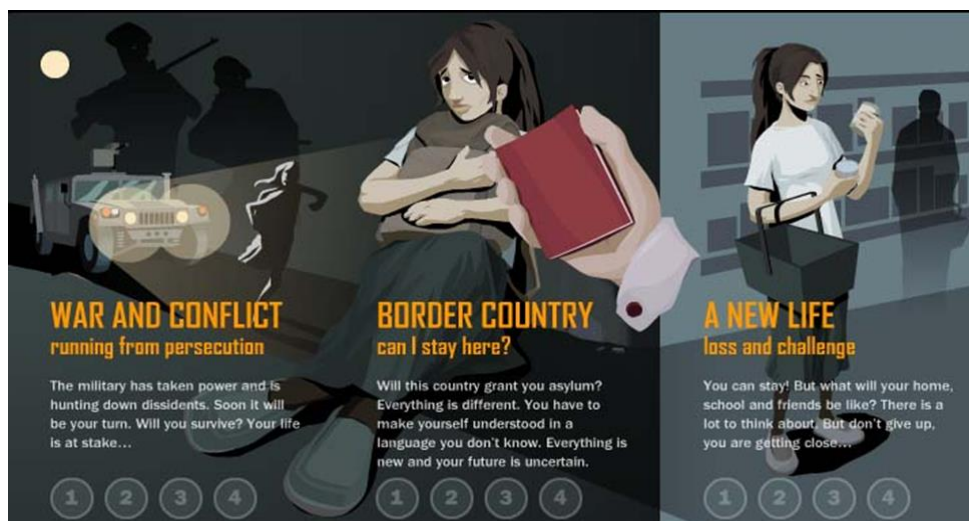 WAR AND CONFLICT
running from persecution
The military has taken power and is
hunting down dissidents. Soon it will
be your turn. Will you survive? Your life
is at stake...
1 2 3 4
BORDER COUNTRY
can I stay here?
Will this country grant you asylum?
Everything is different. You have to
make yourself understood in a
language you don't know. Everything is
new and your future is uncertain.
1 2 3 4
A NEW LIFE
loss and challenge
You can stay! But what will your home,
school and friends be like? There is a
lot to think about. But don't give up,
you are getting close...
1 2 3 4